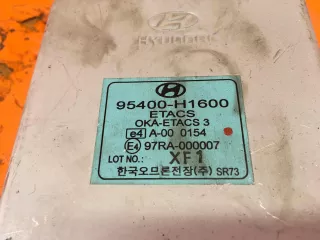 HYUNDAI
95400-H1600
ETACS
OKA-ETACS 3
e4 A-00 0154
E4 97RA-000007
LOT NO.: XF1
한국오므론전장(주) SR73